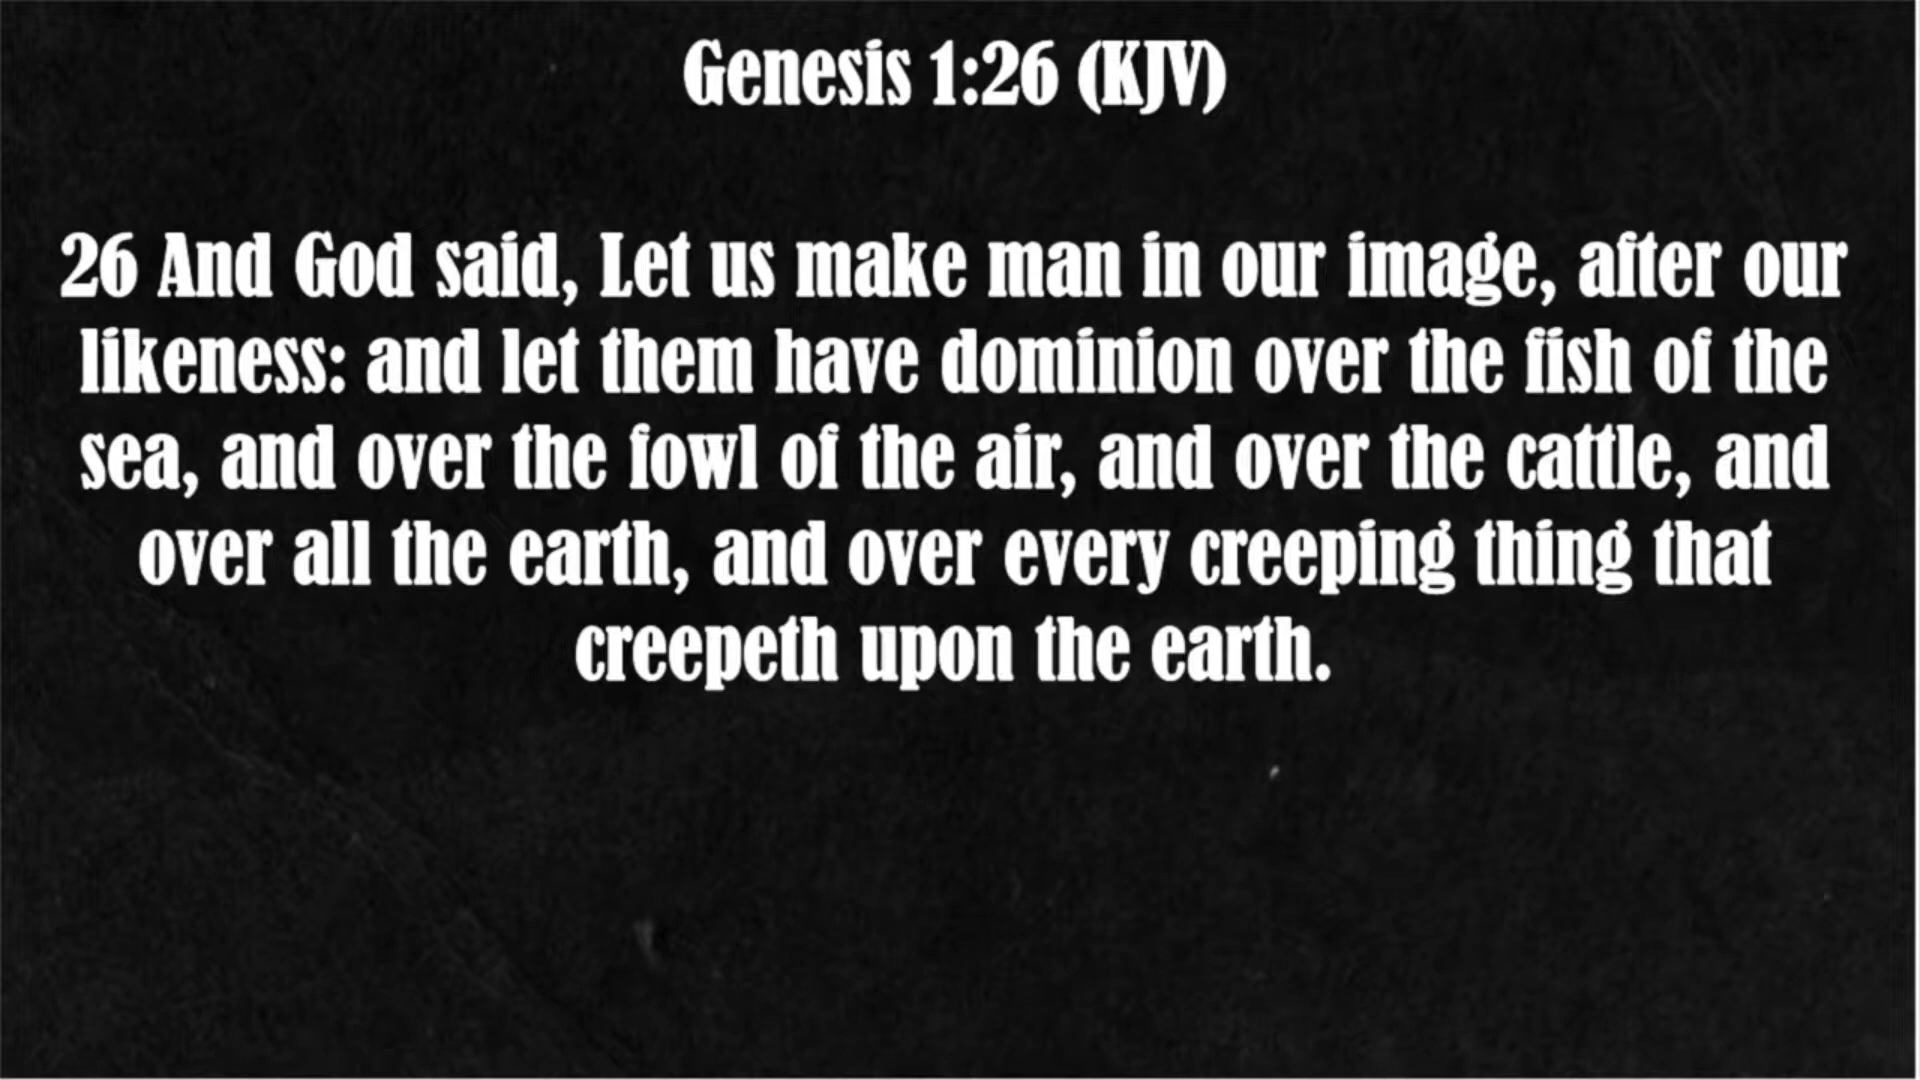 Genesis 1:26 (KJV)
26 And God said, Let us make man in our image, after our
likeness: and let them have dominion over the fish of the
sea, and over the fowl of the air, and over the cattle, and
over all the earth, and over every creeping thing that
creepeth upon the earth.